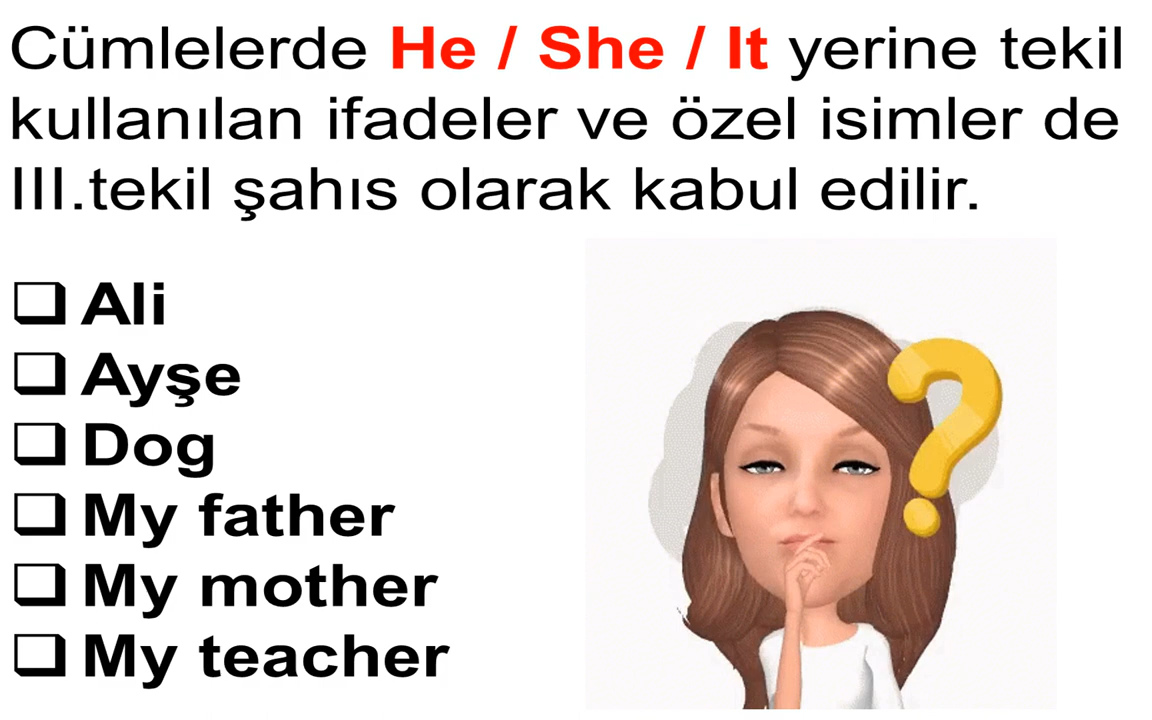 Cümlelerde He / She / It yerine tekil
kullanılan ifadeler ve özel isimler de
III.tekil şahıs olarak kabul edilir.
❑ Ali
❑ Ayşe
❑ Dog
❑ My father
❑ My mother
❑ My teacher